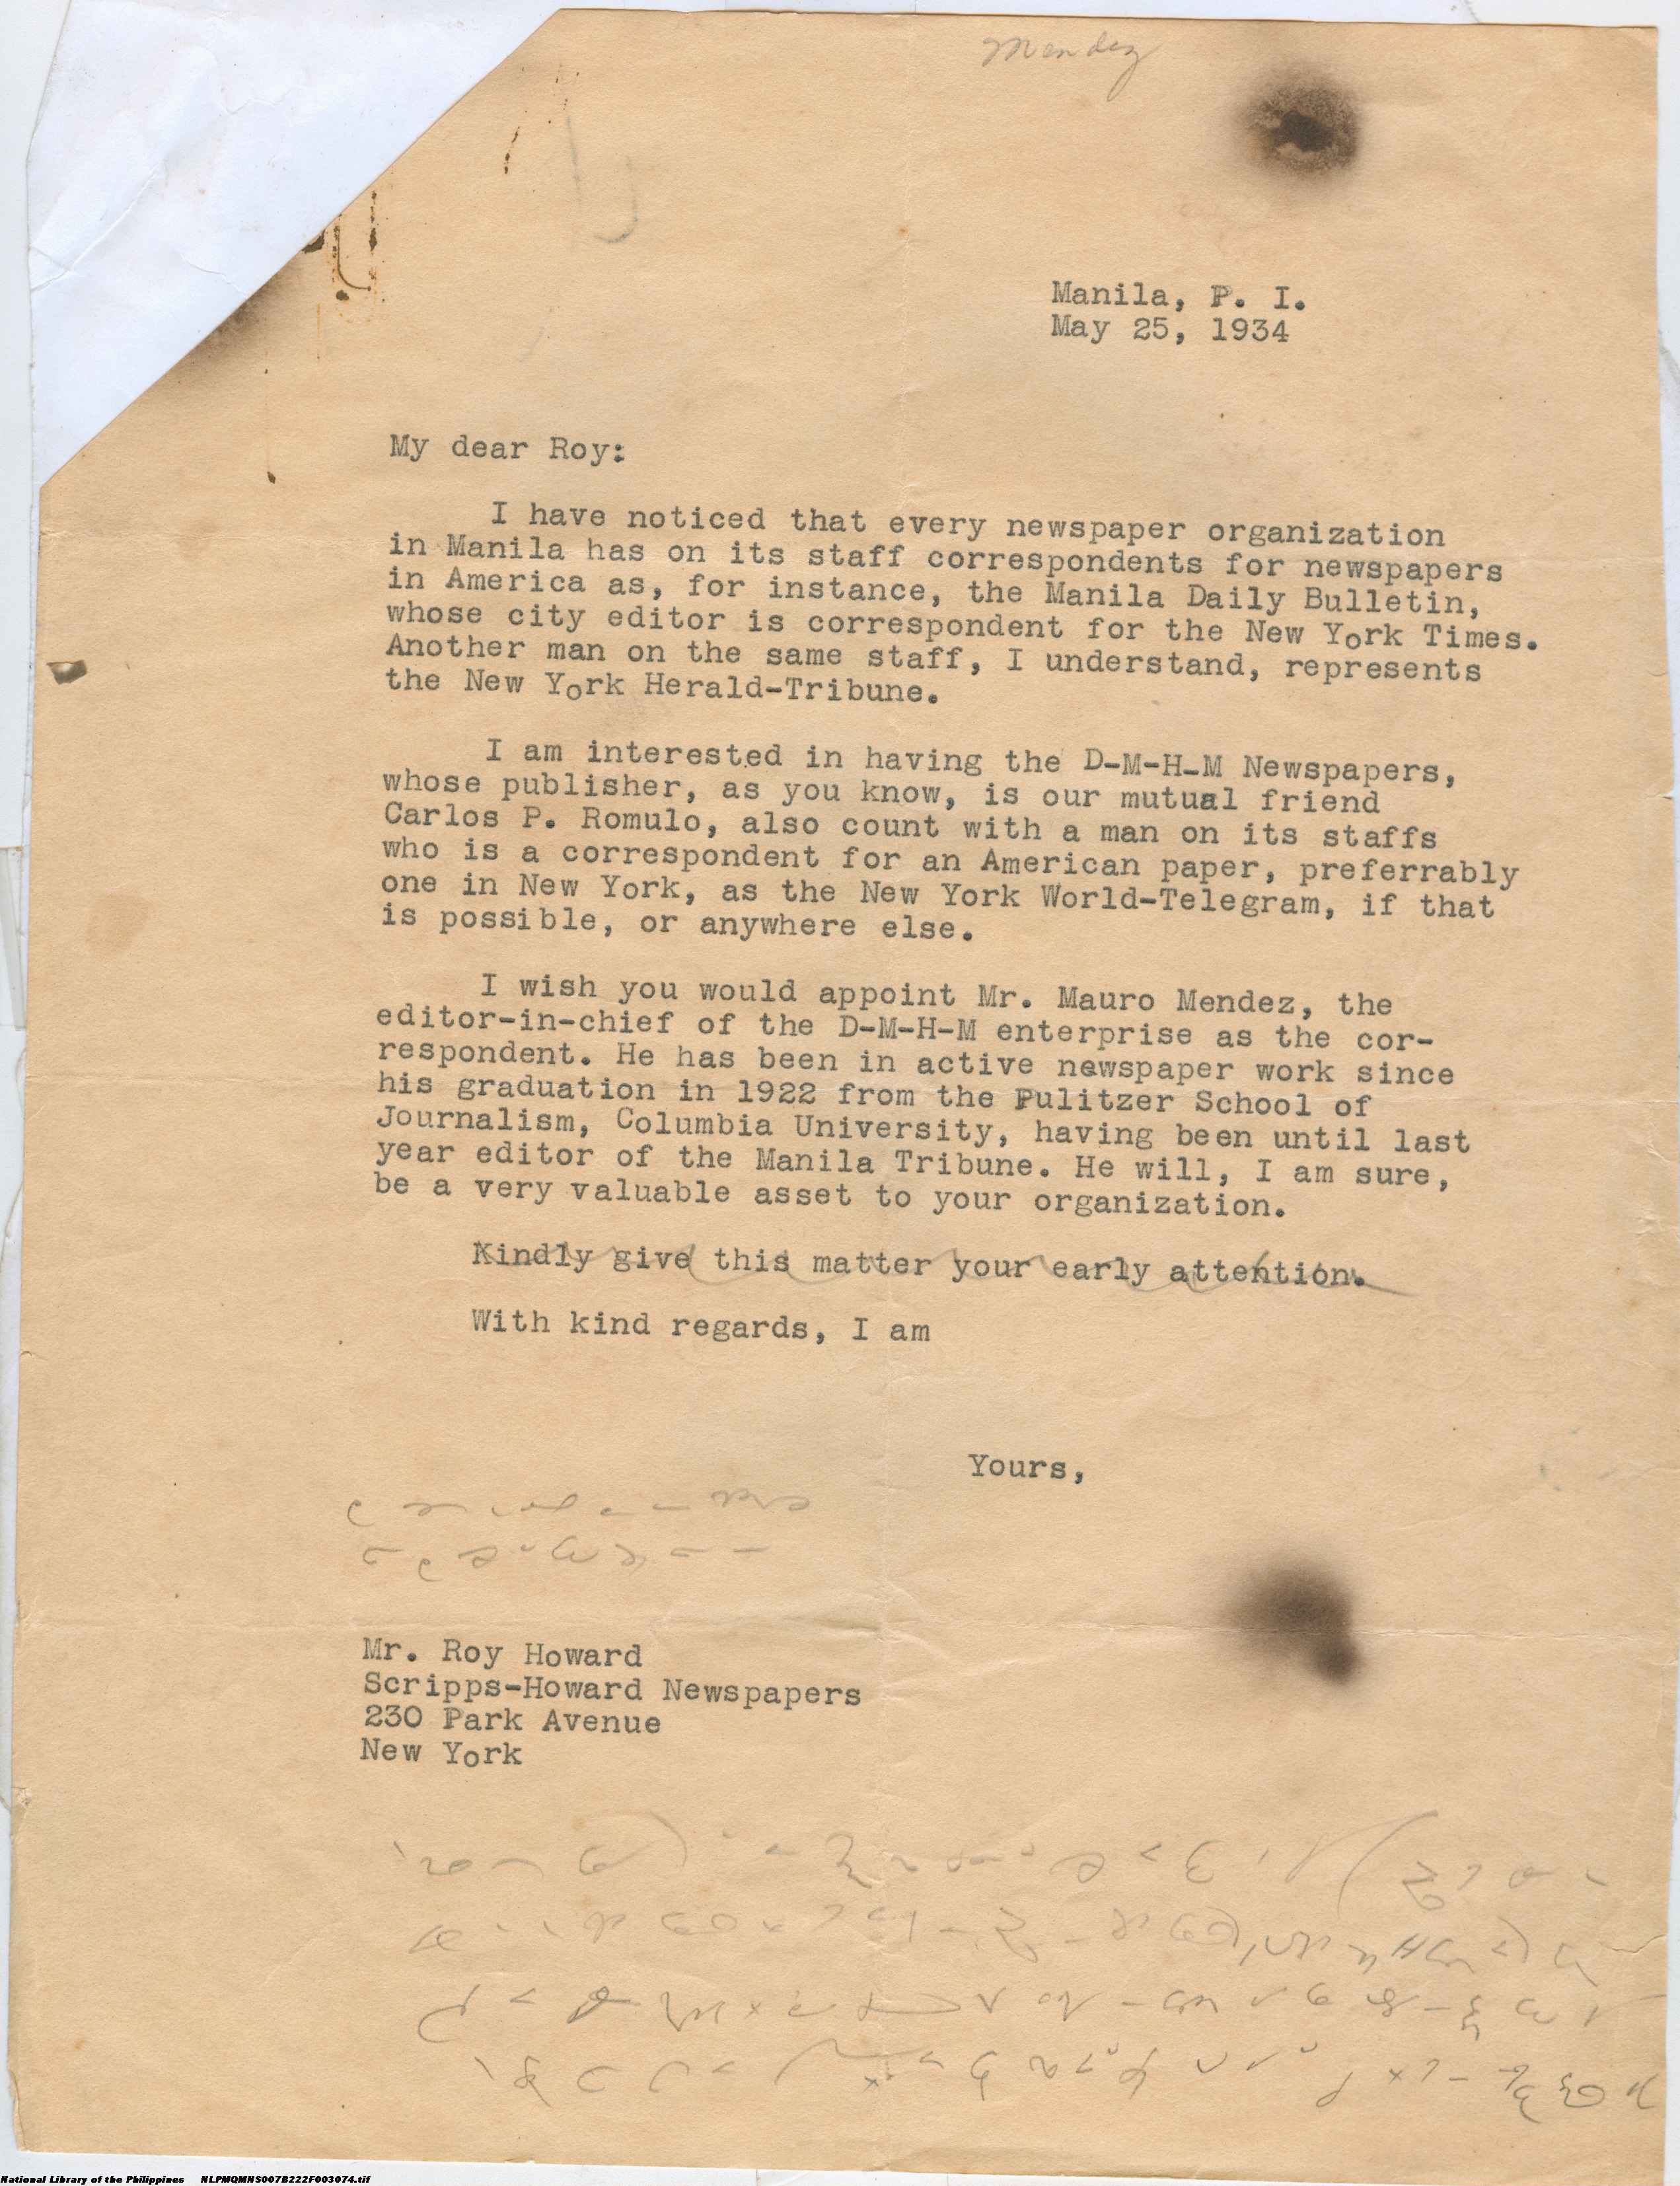 Mendez
Manila, P. I.
May 25, 1934
My dear Roy:
I have noticed that every newspaper organization
in Manila has on its staff correspondents for newspapers
in America as, for instance, the Manila Daily Bulletin,
whose city editor is correspondent for the New York Times.
Another man on the same staff, I understand, represents
the New York Herald-Tribune.
I am interested in having the D-M-H-M Newspapers,
whose publisher, as you know, is our mutual friend
Carlos P. Romulo, also count with a man on its staffs
who is a correspondent for an American paper, preferrably
one in New York, as the New York World-Telegram, if that
is possible, or anywhere else.
I wish you would appoint Mr. Mauro Mendez, the
editor-in-chief of the D-M-H-M enterprise as the cor-
respondent. He has been in active newspaper work since
his graduation in 1922 from the Pulitzer School of
Journalism, Columbia University, having been until last
year editor of the Manila Tribune. He will, I am sure,
be a very valuable asset to your organization.
Kindly give this matter your early attention.
With kind regards, I am
Yours,
Mr. Roy Howard
Scripps-Howard Newspapers
230 Park Avenue
New York
National Library of the Philippines NLPMQMNS007B222F003074.tif